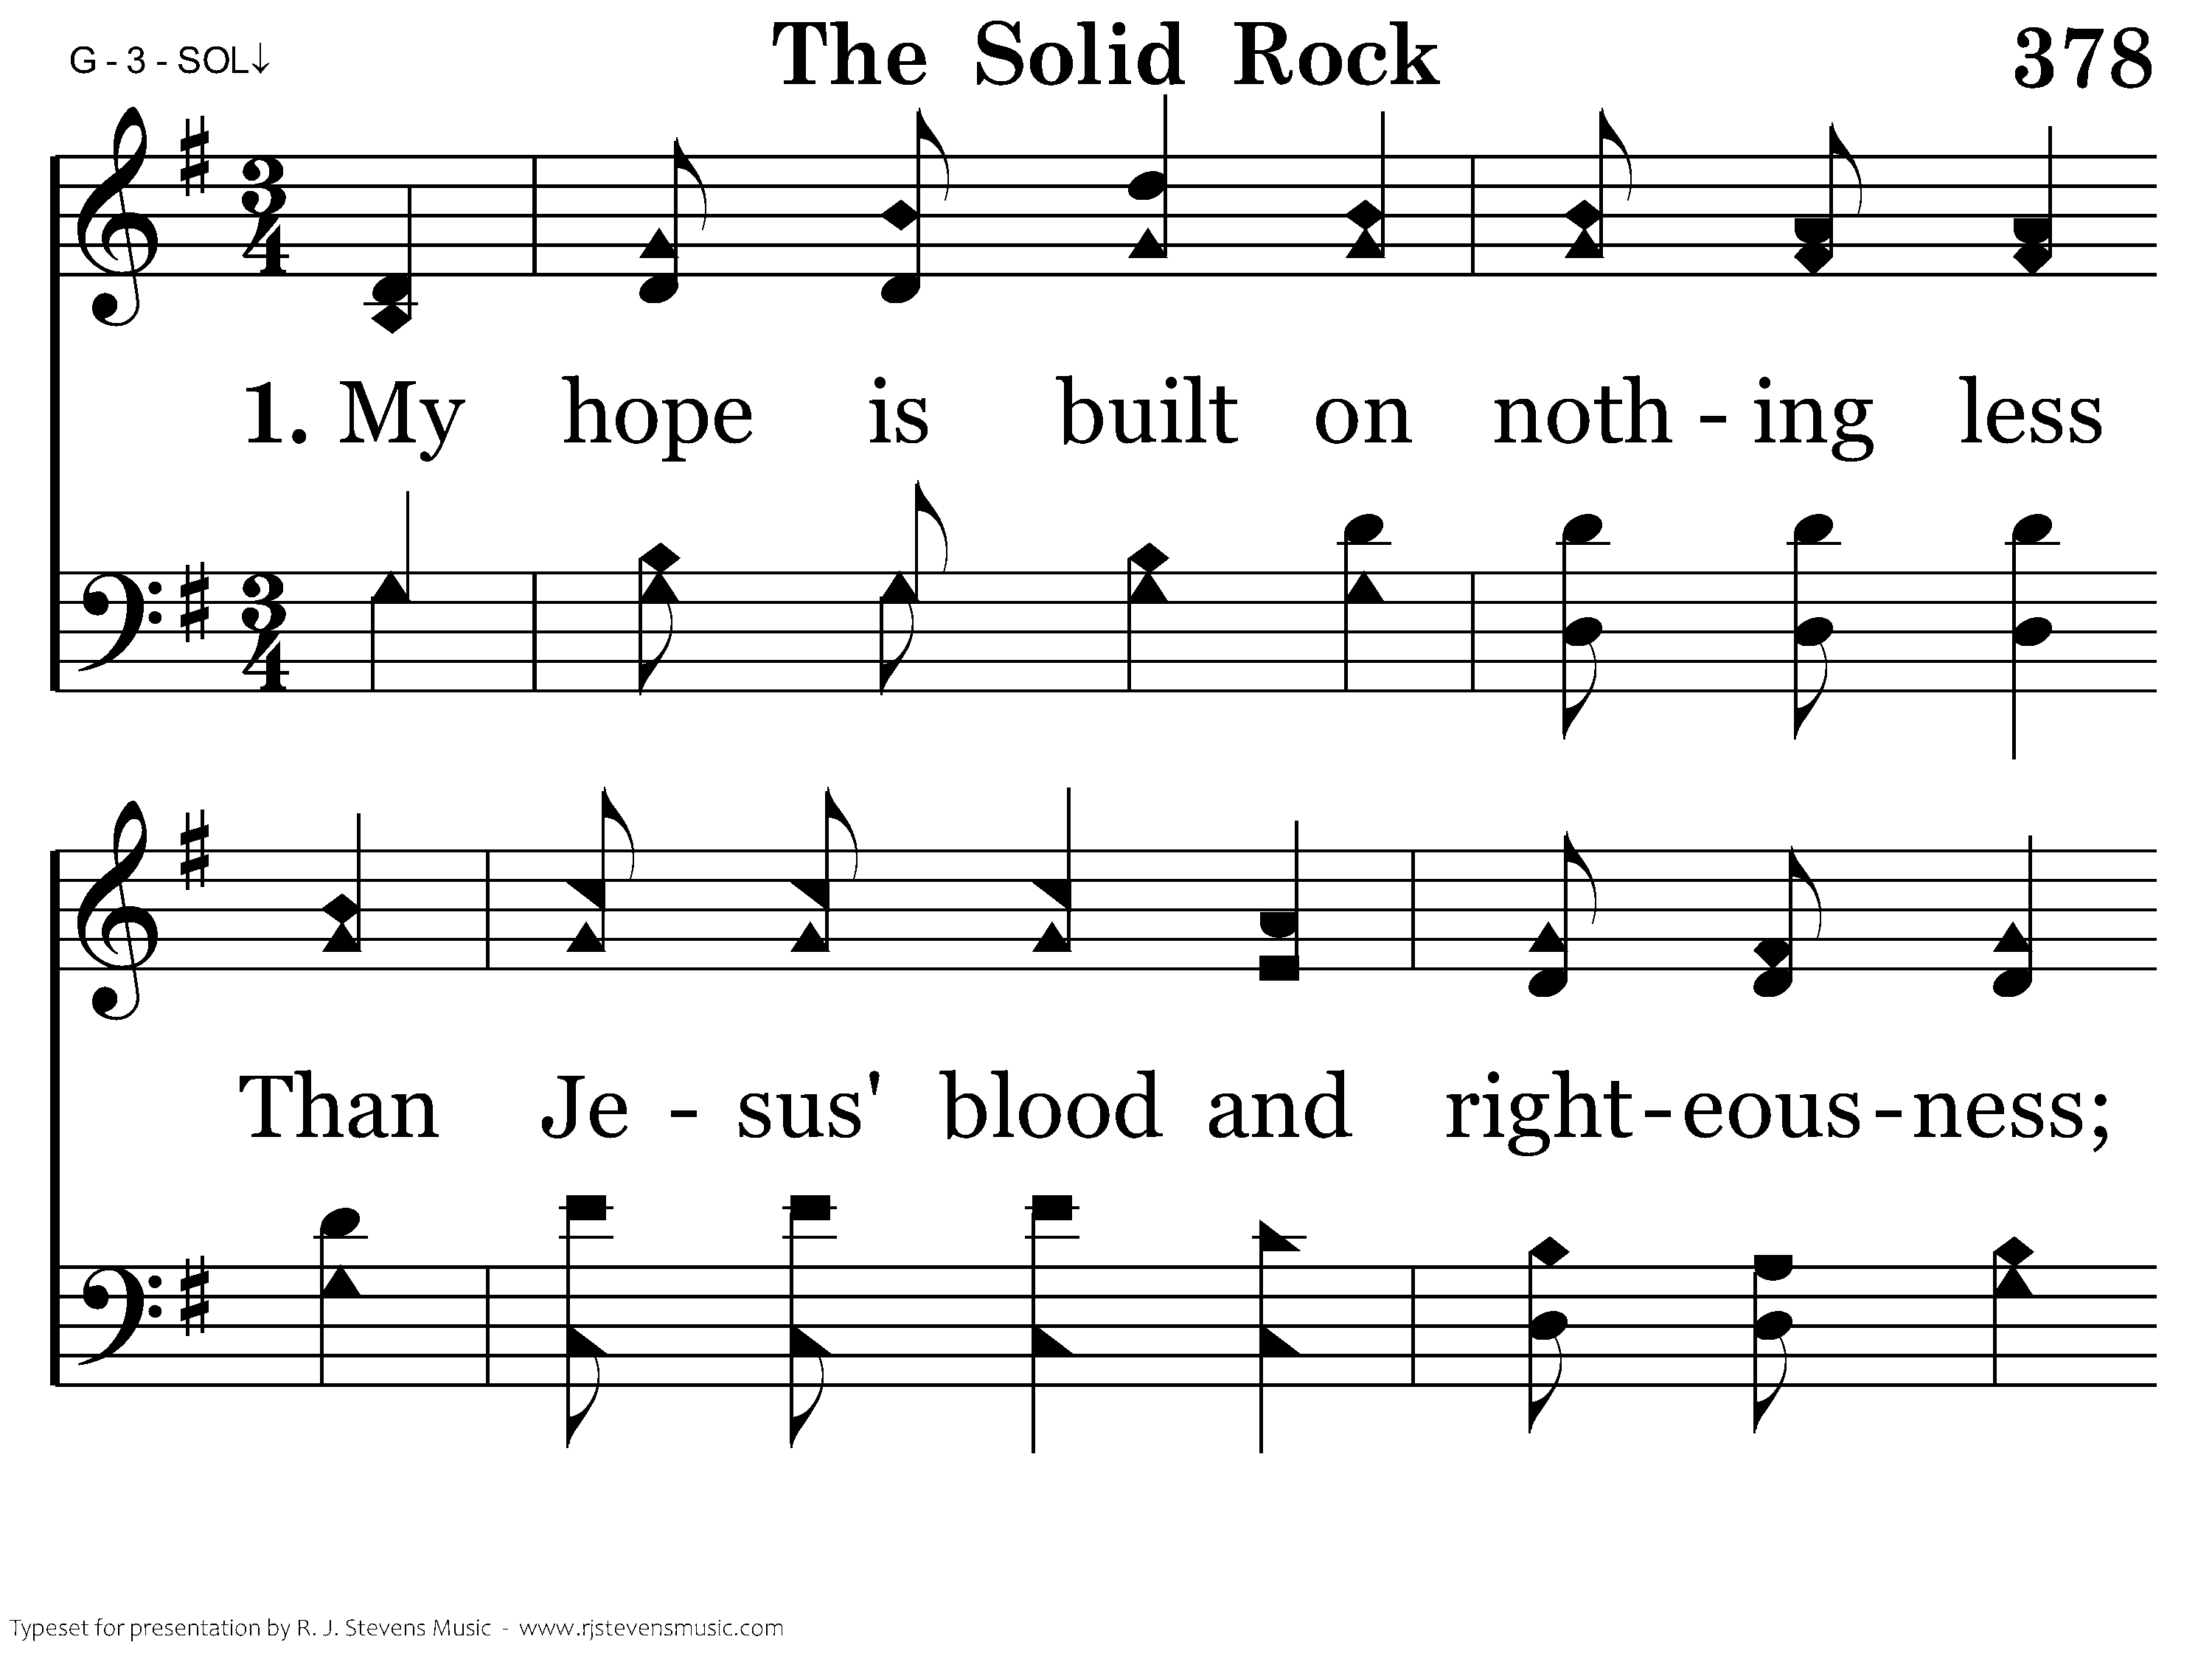 G - 3 - SOL↓ The Solid Rock 378
1. My hope is built on noth - ing less
Than Je - sus' blood and right - eous - ness;
Typeset for presentation by R. J. Stevens Music - www.rjstevensmusic.com